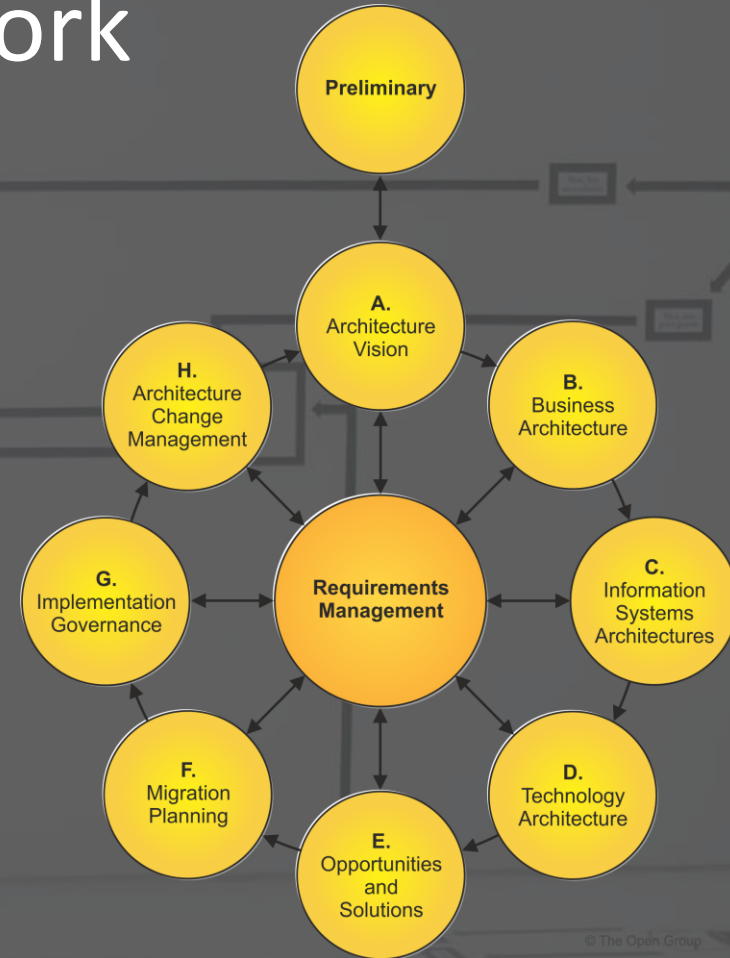 ork
Preliminary
A.
Architecture
Vision
B.
Business
Architecture
C.
Information
Systems
Architectures
D.
Technology
Architecture
E.
Opportunities
and
Solutions
F.
Migration
Planning
G.
Implementation
Governance
H.
Architecture
Change
Management
Requirements
Management
© The Open Group